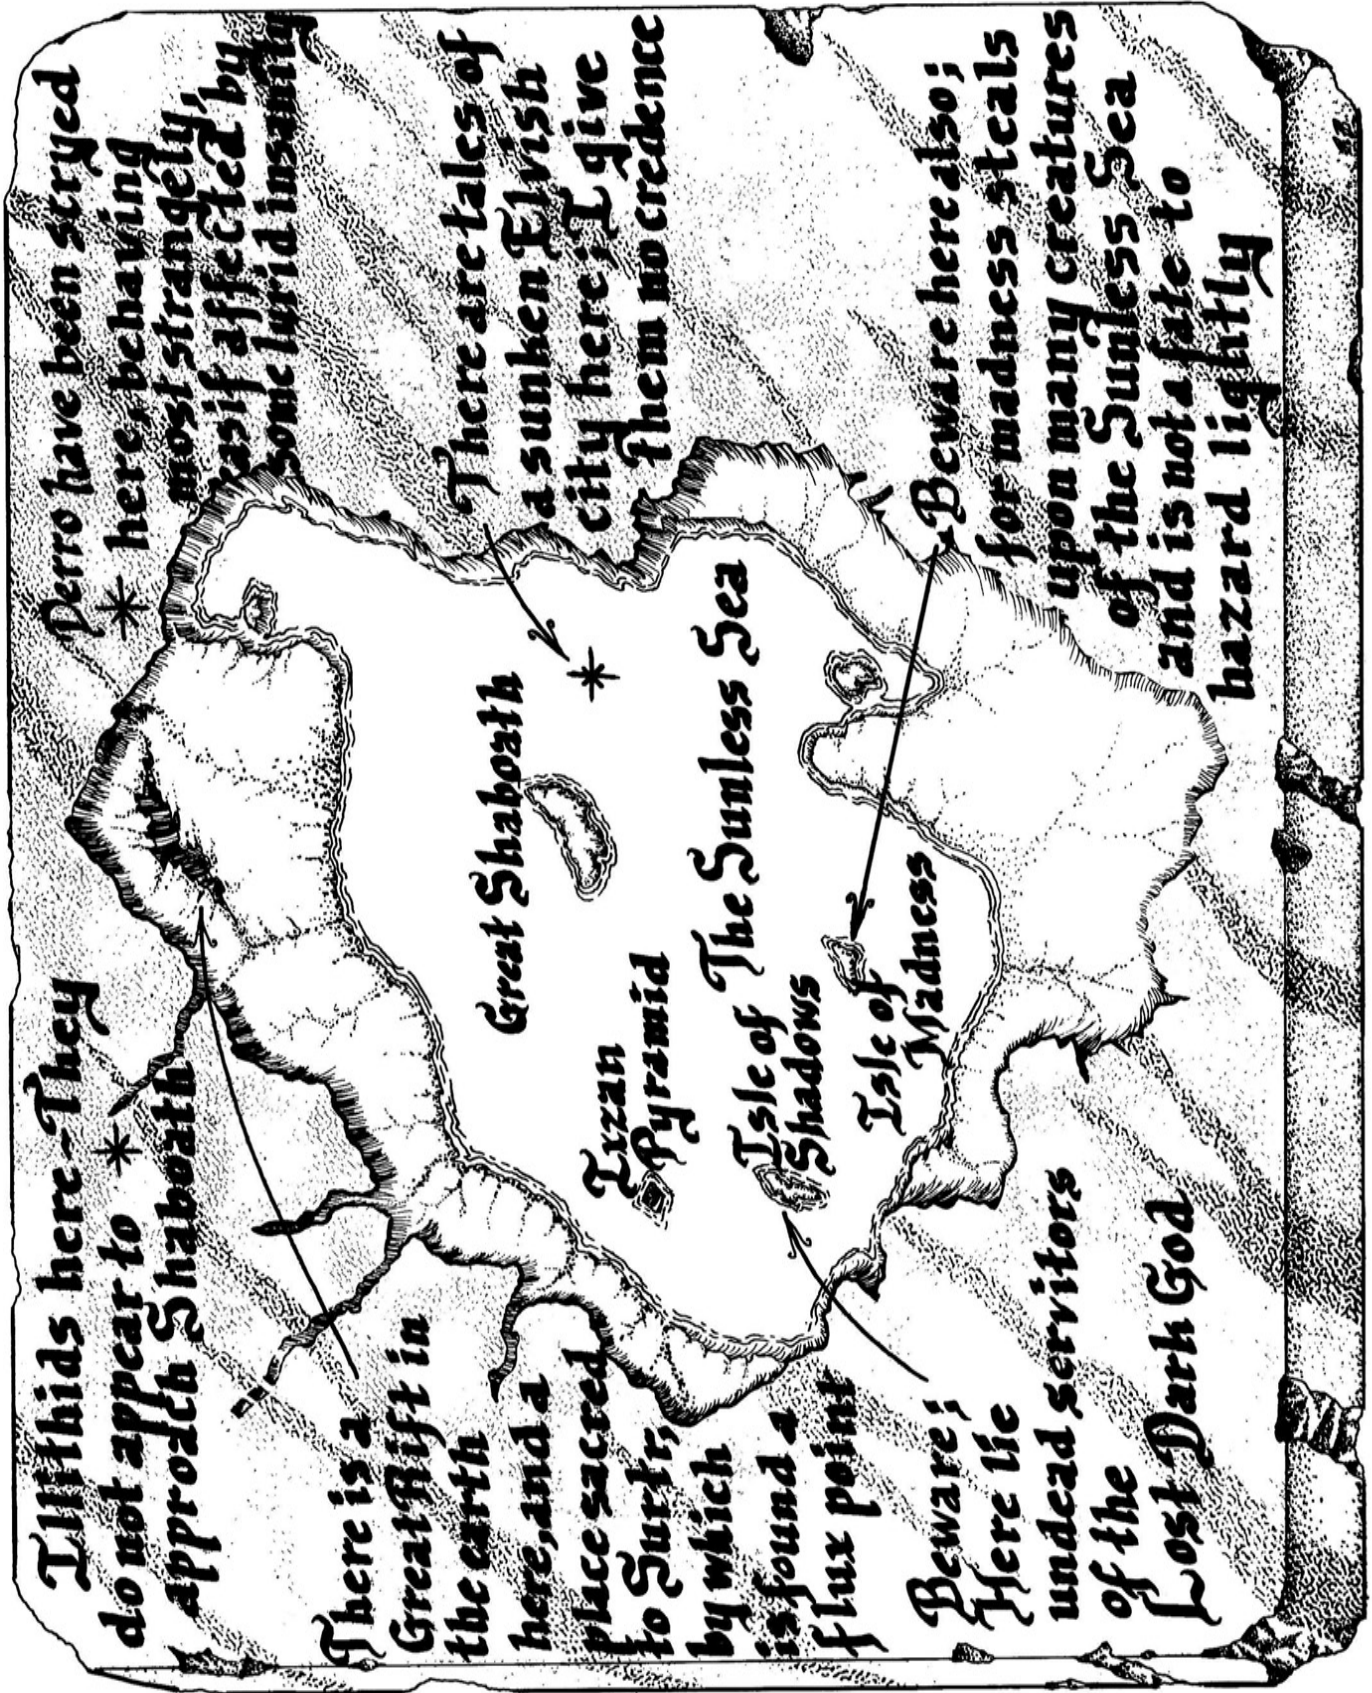 Illithids here - They
do not appear to *
approach Shaboath
Derro have been scryed
* here, behaving
most strangely,
as if affected by
some lurid insanity
There is a
Great Rift in
the earth
here, and a
place sacred
to Surtr,
by which
is found a
flux point
There are tales of
a sunken Elvish
city here; I give
them no credence
Great Shaboath
*
Ixzan
Pyramid
The Sunless Sea
Isle of
Shadows
Isle of
Madness
Beware;
Here lie
undead servitors
of the
Lost Dark God
Beware here also;
for madness steals
upon many creatures
of the Sunless Sea
and is not a fate to
hazard lightly